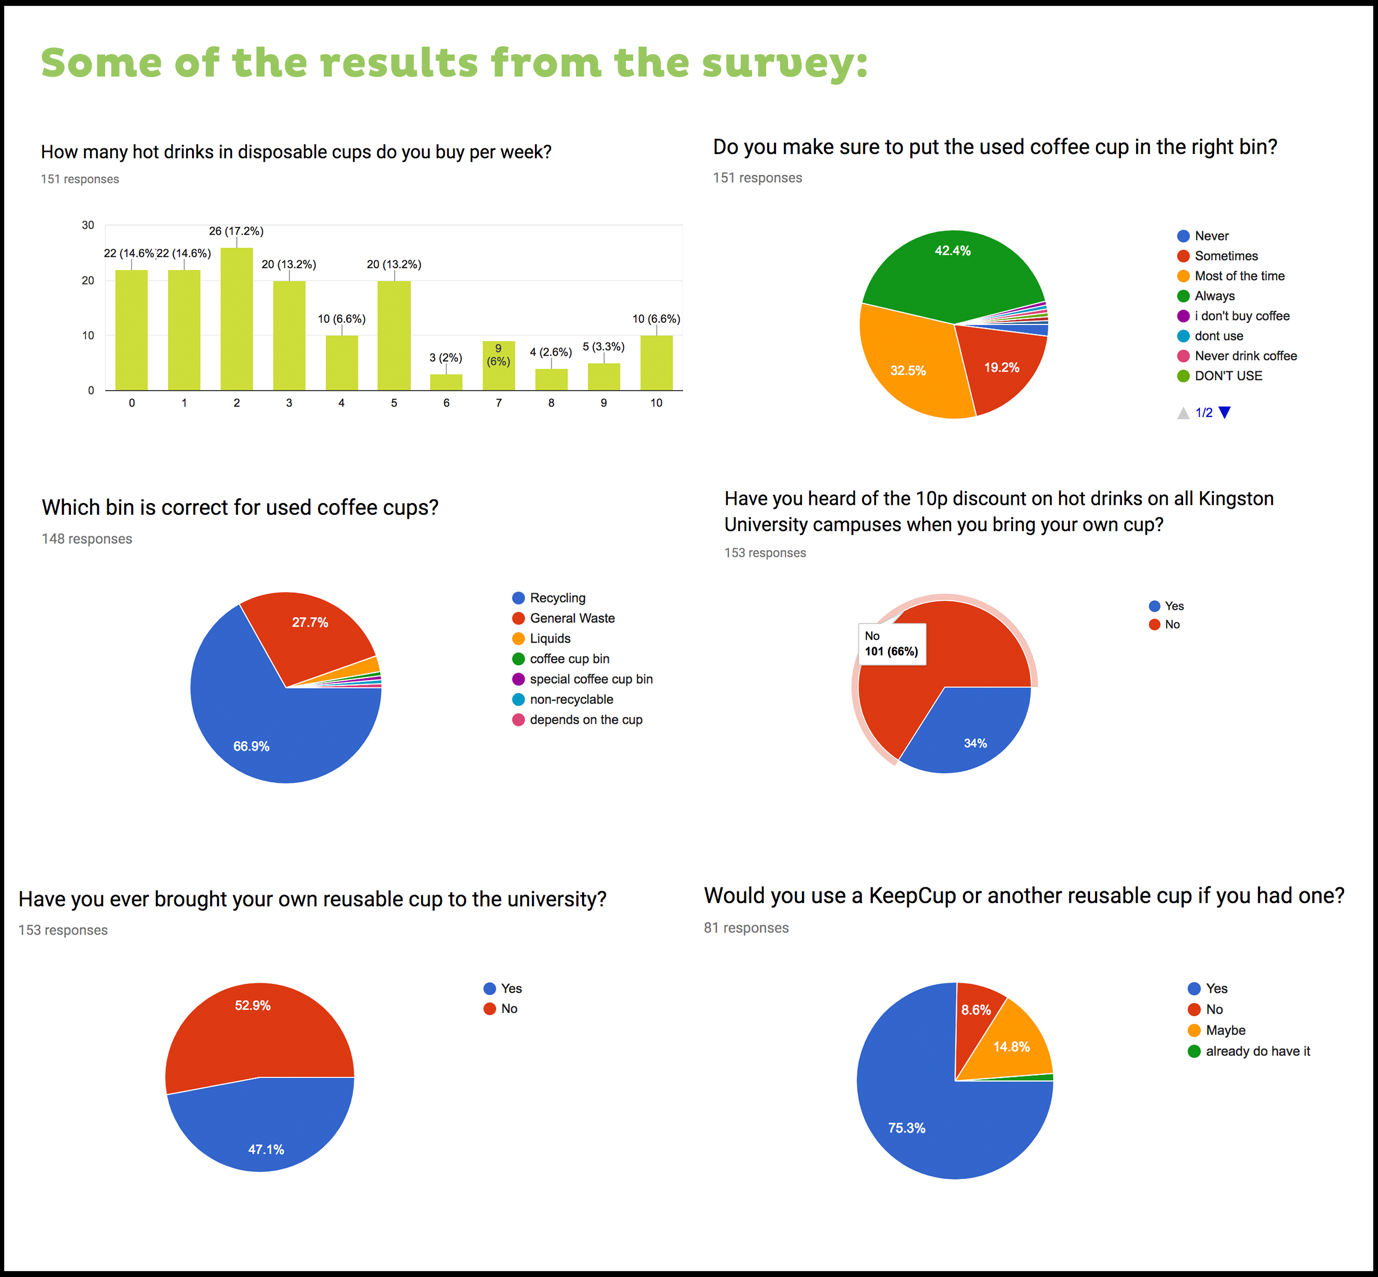 Some of the results from the survey:
How many hot drinks in disposable cups do you buy per week?
151 responses
30
20
10
0
22 (14.6%)
22 (14.6%)
26 (17.2%)
20 (13.2%)
10 (6.6%)
20 (13.2%)
3 (2%)
9
(6%)
4 (2.6%)
5 (3.3%)
10 (6.6%)
0 1 2 3 4 5 6 7 8 9 10
Do you make sure to put the used coffee cup in the right bin?
151 responses
42.4%
32.5%
19.2%
Never
Sometimes
Most of the time
Always
i don't buy coffee
dont use
Never drink coffee
DON'T USE
1/2
Which bin is correct for used coffee cups?
148 responses
27.7%
66.9%
Recycling
General Waste
Liquids
coffee cup bin
special coffee cup bin
non-recyclable
depends on the cup
Have you heard of the 10p discount on hot drinks on all Kingston
University campuses when you bring your own cup?
153 responses
No
101 (66%)
34%
Yes
No
Have you ever brought your own reusable cup to the university?
153 responses
52.9%
47.1%
Yes
No
Would you use a KeepCup or another reusable cup if you had one?
81 responses
8.6%
14.8%
75.3%
Yes
No
Maybe
already do have it